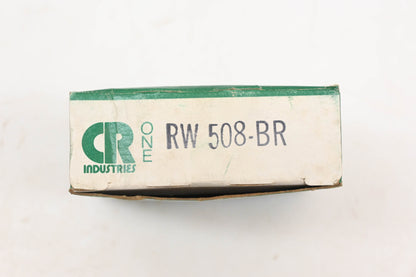 CR
INDUSTRIES
ONE
RW 508-BR